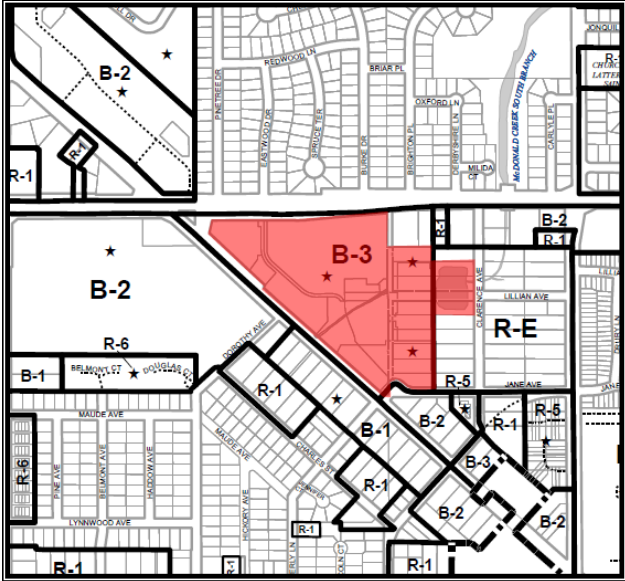 JONQUIL
REDWOOD LN
BRIAR PL
B-2
PINETREE DR
EASTWOOD DR
SPRUCE TER
BURKE DR
BRIGHTON PL
OXFORD LN
DERBYSHIRE LN
MILIDA
CT
McDONALD CREEK SOUTH BRANCH
CARLYLE PL
R-1
R-1
B-2
R-1
R-1
B-3
B-2
LILLIAN AVE
CLARENCE AVE
R-E
R-6
DOROTHY AVE
B-1
BELMONT CT
DOUGLAS CT
R-5
JANE AVE
JANE
R-1
B-2
R-1
R-5
MAUDE AVE
MAUDE AVE
B-1
B-3
R-6
PINE AVE
BELMONT AVE
HADDOW AVE
HICKORY AVE
CHARLES ST
R-1
JENNIFER
B-2
B-2
LYNNWOOD AVE
R-1
R-1
R-1
R-1